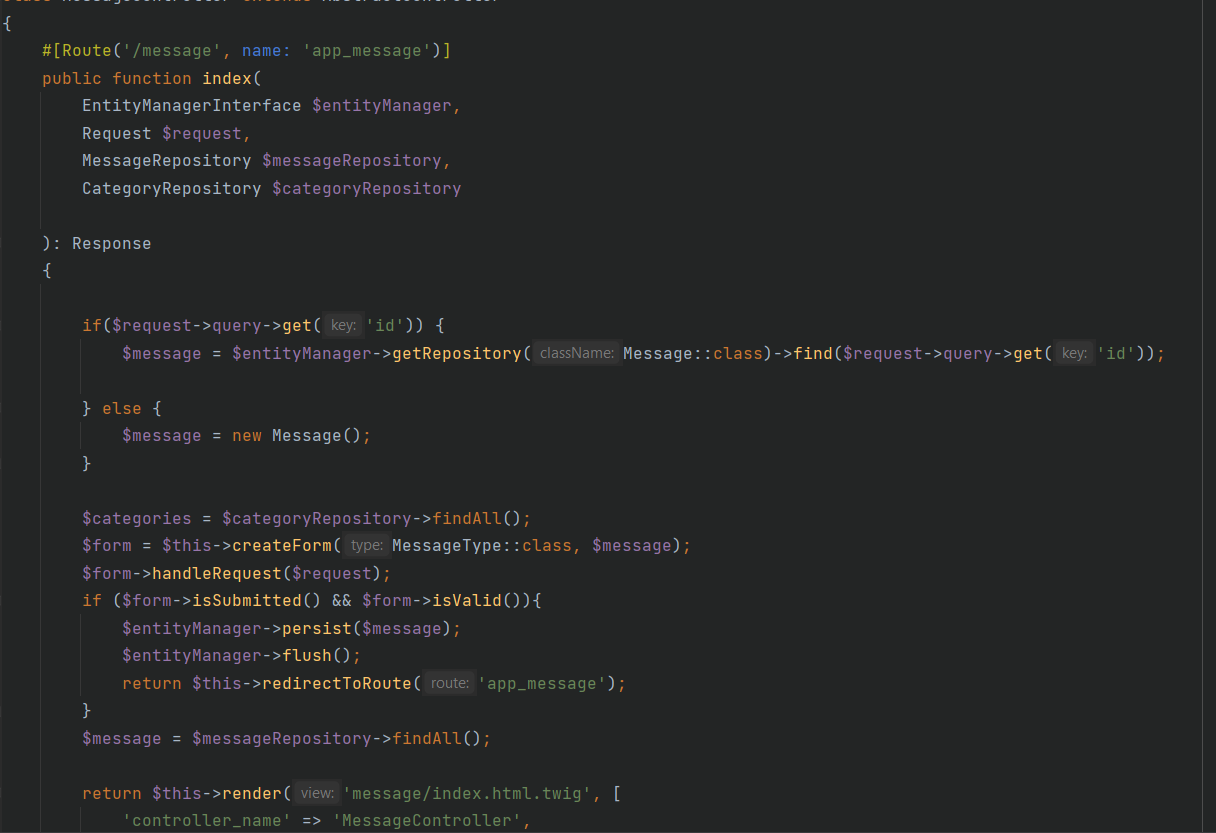 class MessageController extends AbstractController
{
#[Route('/message', name: 'app_message')]
public function index(
EntityManagerInterface $entityManager,
Request $request,
MessageRepository $messageRepository,
CategoryRepository $categoryRepository
): Response
{
if($request->query->get( key: 'id')) {
$message = $entityManager->getRepository( className: Message::class)->find($request->query->get( key: 'id'));
} else {
$message = new Message();
}
$categories = $categoryRepository->findAll();
$form = $this->createForm( type: MessageType::class, $message);
$form->handleRequest($request);
if ($form->isSubmitted() && $form->isValid()){
$entityManager->persist($message);
$entityManager->flush();
return $this->redirectToRoute( route: 'app_message');
}
$message = $messageRepository->findAll();
return $this->render( view: 'message/index.html.twig', [
'controller_name' => 'MessageController',